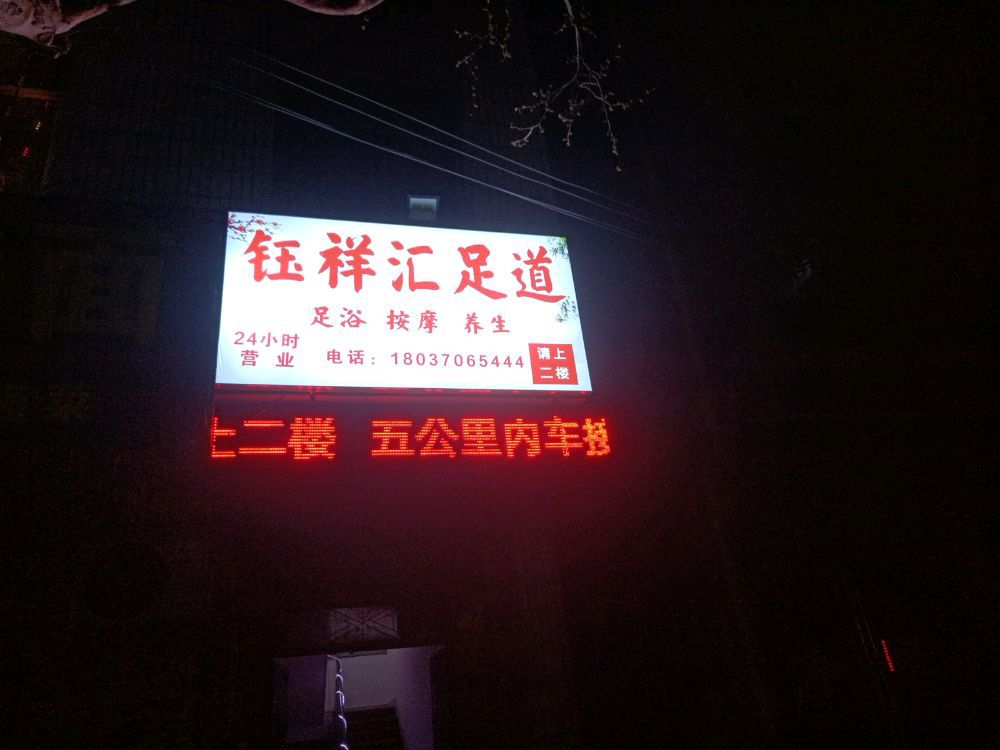 钰祥汇足道
足浴 按摩 养生
24小时
营业
电话：18037065444
请上
二楼
上二楼 五公里内车接